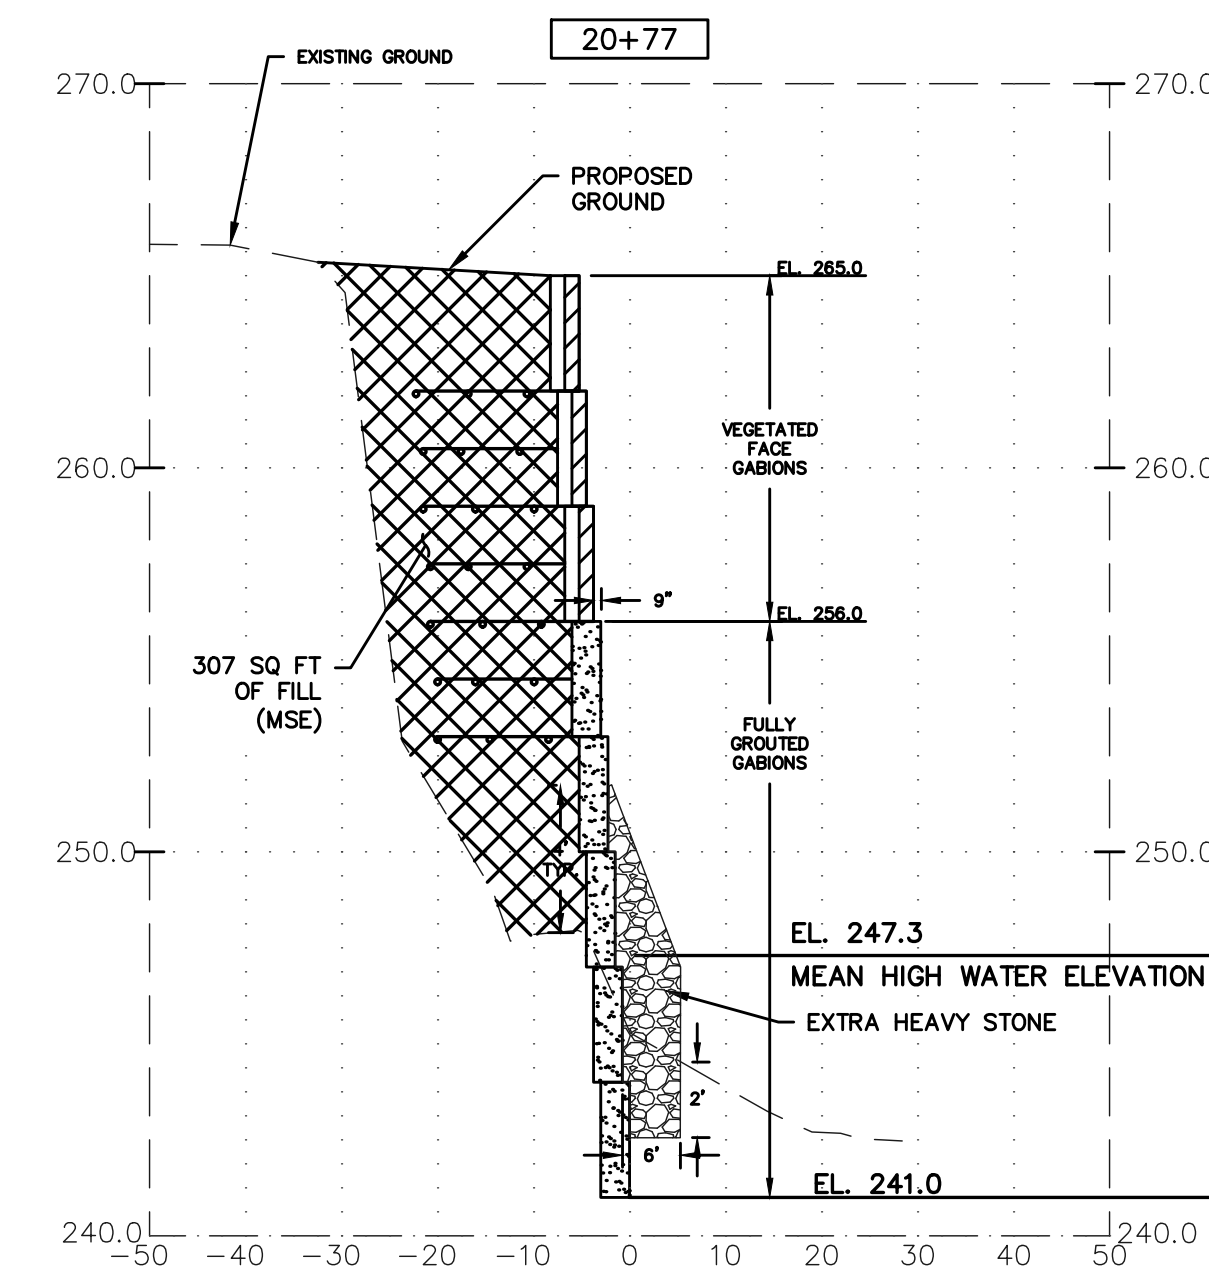 20+77
EXISTING GROUND
270.0
270.0
PROPOSED
GROUND
EL. 265.0
VEGETATED
FACE
GABIONS
260.0
260.0
9"
EL. 256.0
307 SQ FT
OF FILL
(MSE)
FULLY
GROUTED
GABIONS
4'
TYP.
250.0
250.0
EL. 247.3
MEAN HIGH WATER ELEVATION
EXTRA HEAVY STONE
2'
6'
EL. 241.0
240.0
240.0
-50 -40 -30 -20 -10 0 10 20 30 40 50